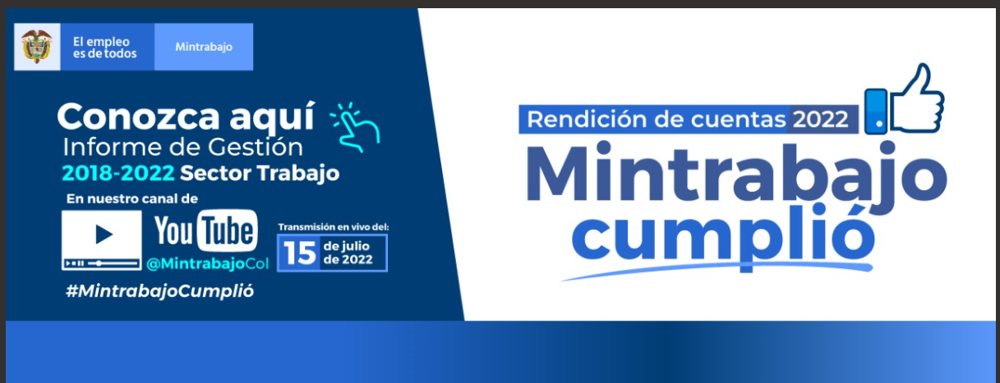 El empleo
es de todos
Mintrabajo
Conozca aquí
Informe de Gestión
2018-2022 Sector Trabajo
En nuestro canal de
YouTube
@MintrabajoCol
Transmisión en vivo del:
15 de julio
de 2022
#MintrabajoCumplió
Rendición de cuentas 2022
Mintrabajo
cumplió